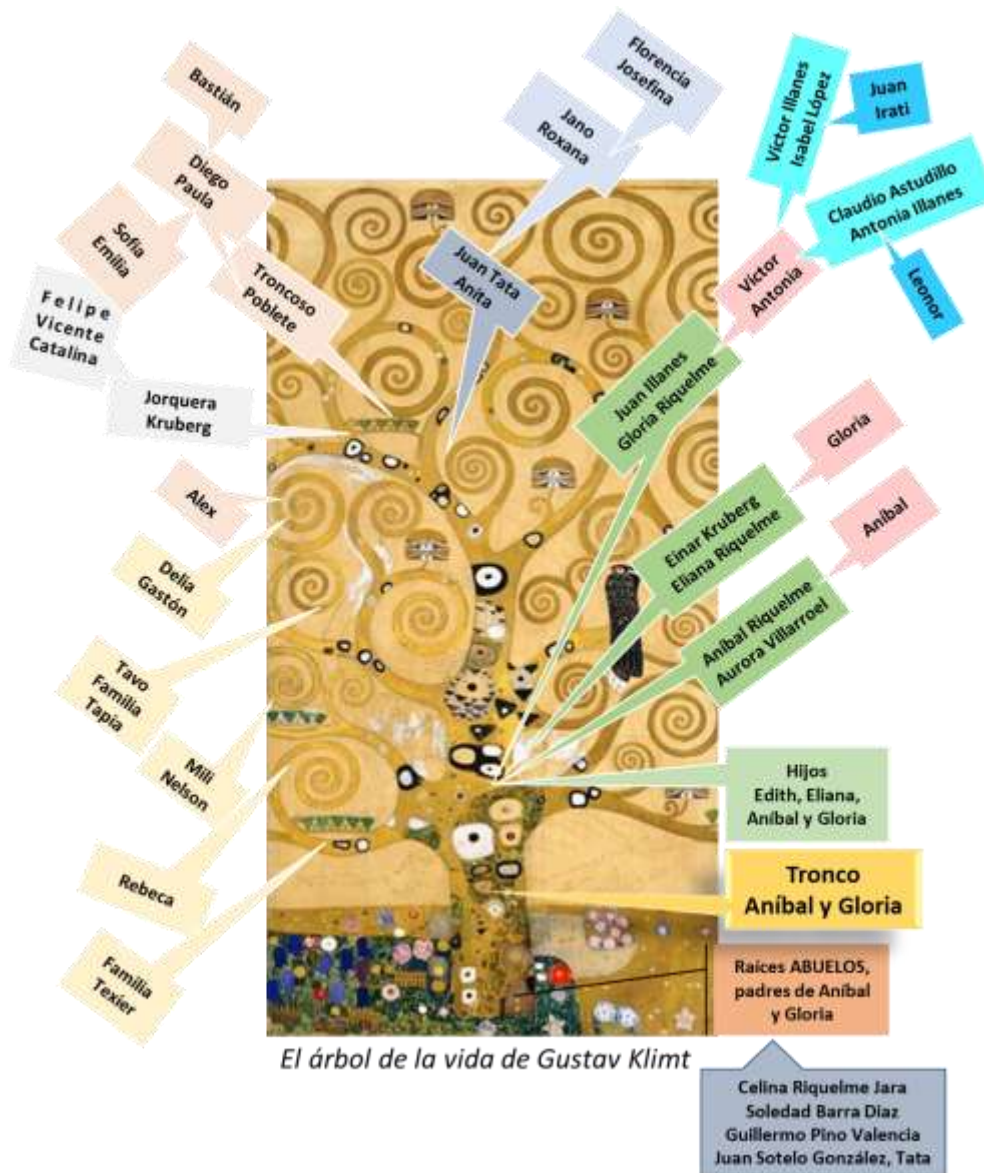 Florencia
Josefina
Jano
Roxana
Juan Tata
Anita
Bastián
Diego
Paula
Sofía
Emilia
Troncoso
Poblete
Felipe
Vicente
Catalina
Jorquera
Kruberg
Alex
Delia
Gastón
Tavo
Familia
Tapia
Mili
Nelson
Rebeca
Familia
Texier
Víctor Illanes
Isabel López
Juan
Irati
Claudio Astudillo
Antonia Illanes
Leonor
Víctor
Antonia
Juan Illanes
Gloria Riquelme
Gloria
Einar Kruberg
Eliana Riquelme
Aníbal
Aníbal Riquelme
Aurora Villarroel
Hijos
Edith, Eliana,
Aníbal y Gloria
Tronco
Aníbal y Gloria
Raíces ABUELOS,
padres de Aníbal
y Gloria
El árbol de la vida de Gustav Klimt
Celina Riquelme Jara
Soledad Barra Díaz
Guillermo Pino Valencia
Juan Sotelo González, Tata